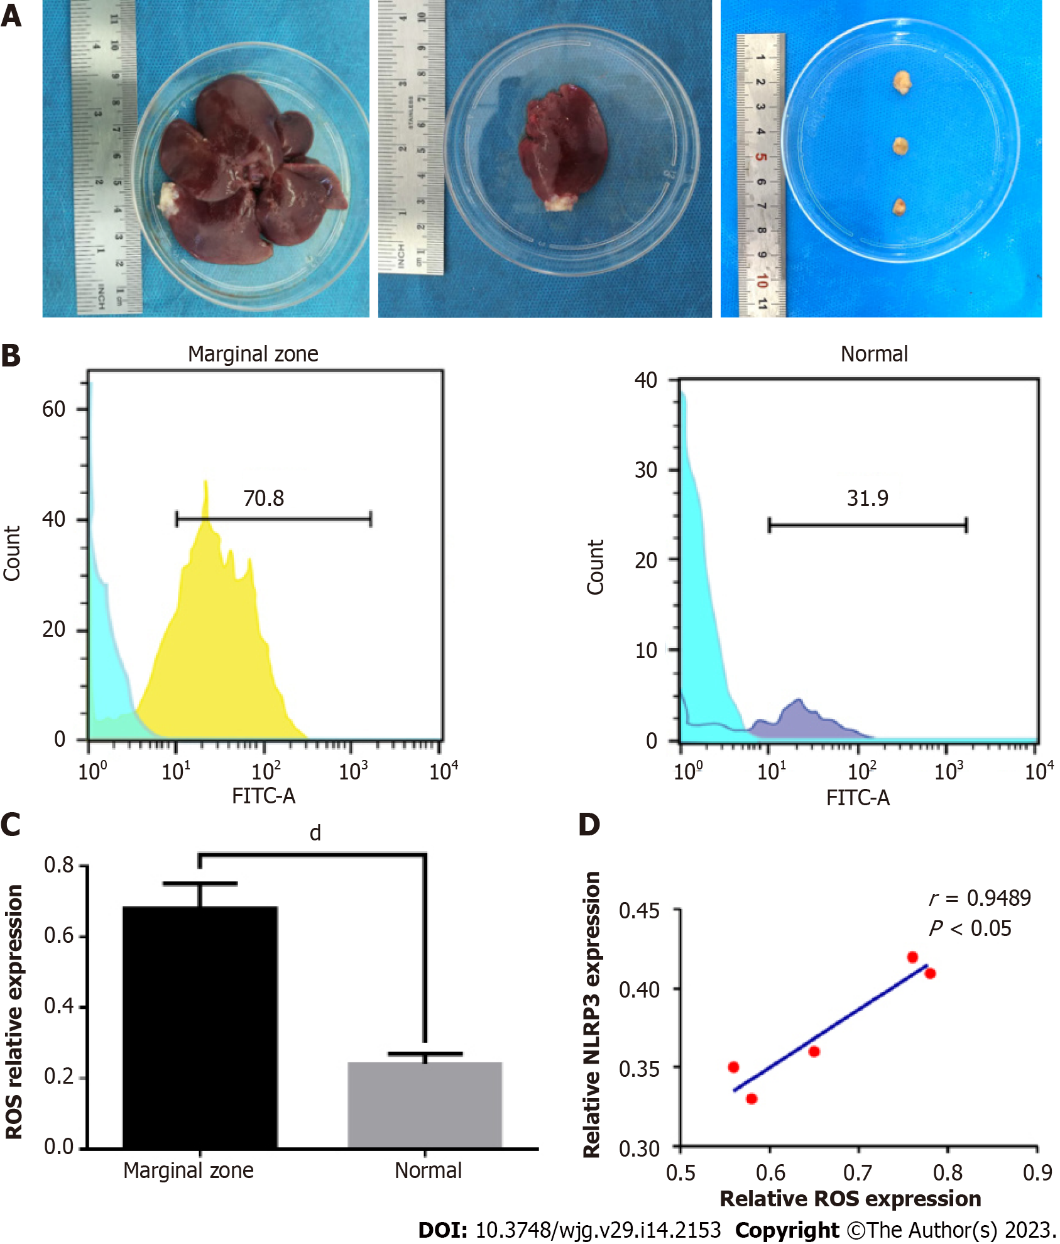 A
B
Marginal zone
Normal
60
40
20
0
Count
70.8
10⁰ 10¹ 10² 10³ 10⁴
FITC-A
40
30
20
10
0
Count
31.9
10⁰ 10¹ 10² 10³ 10⁴
FITC-A
C
d
0.8
0.6
0.4
0.2
0.0
ROS relative expression
Marginal zone
Normal
D
r = 0.9489
P < 0.05
0.45
0.40
0.35
0.30
Relative NLRP3 expression
0.5 0.6 0.7 0.8 0.9
Relative ROS expression
DOI: 10.3748/wjg.v29.i14.2153 Copyright ©The Author(s) 2023.